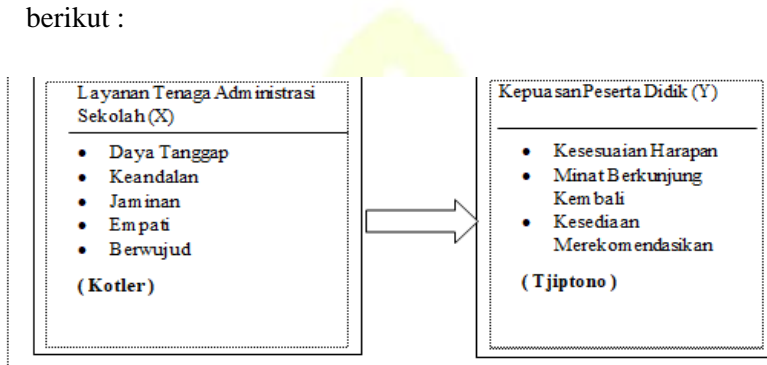 berikut :
Layanan Tenaga Administrasi
Sekolah (X)
• Daya Tanggap
• Keandalan
• Jaminan
• Empati
• Berwujud
( Kotler )
Kepuasan Peserta Didik (Y)
• Kesesuaian Harapan
• Minat Berkunjung
Kembali
• Kesediaan
Merekomendasikan
( Tjiptono )